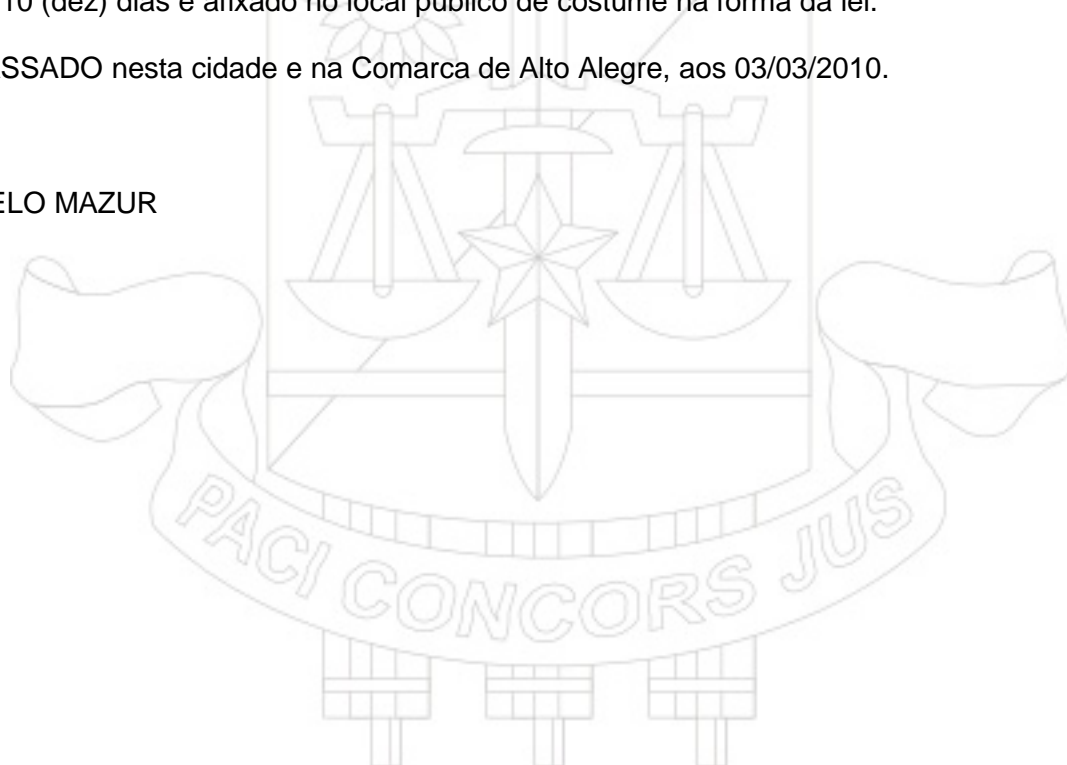 10 (dez) dias e afixado no local público de costume na forma da lei.
SSADO nesta cidade e na Comarca de Alto Alegre, aos 03/03/2010.
ELO MAZUR
PACI CONCORS JUS